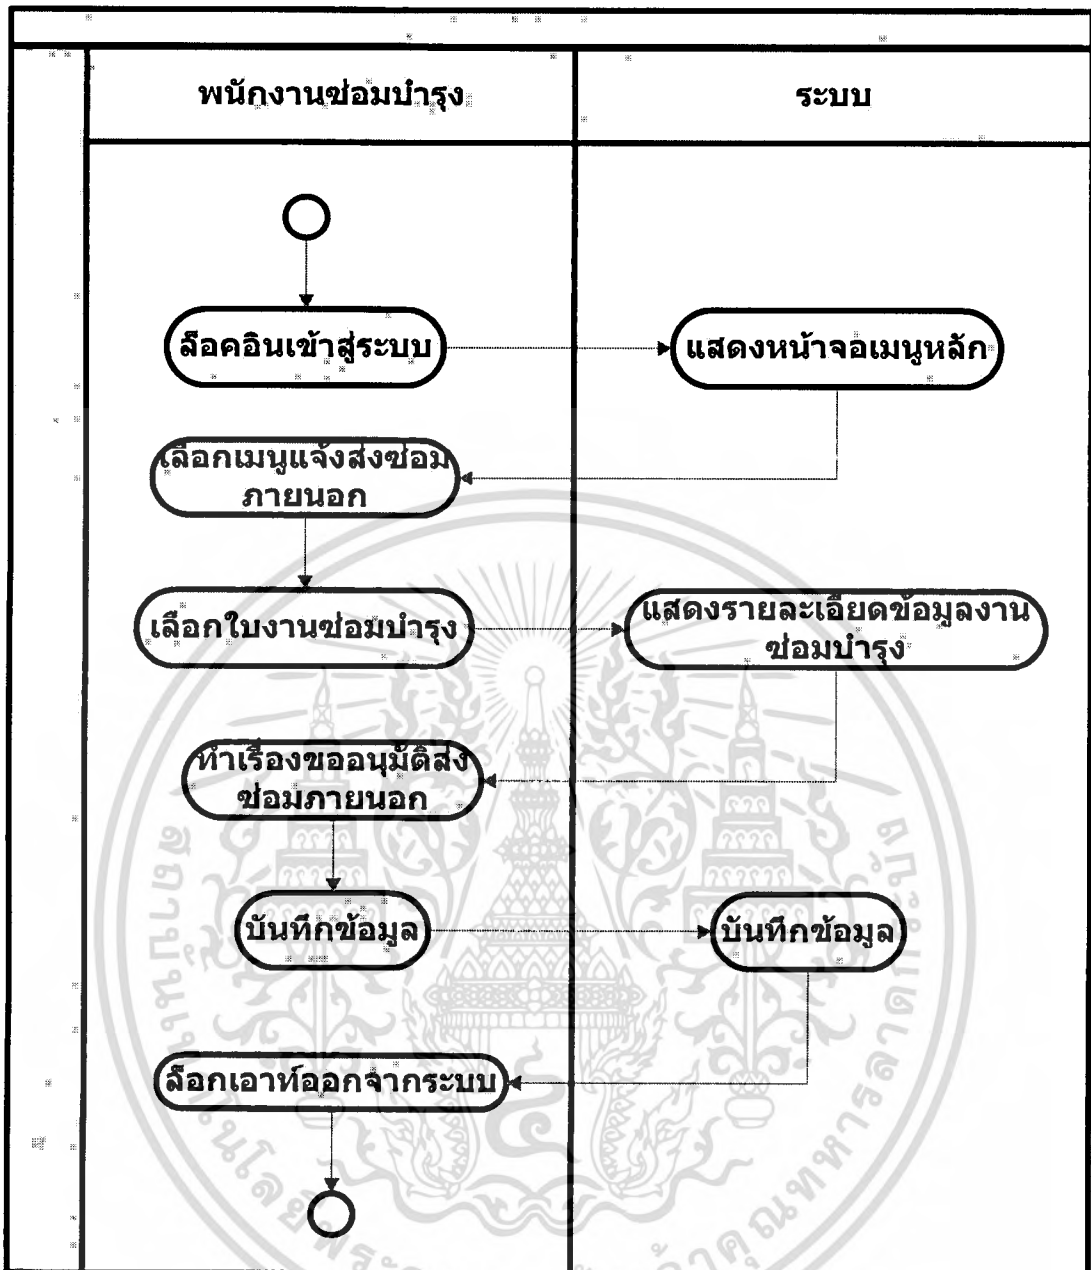 พนักงานซ่อมบำรุง
ระบบ
ล็อคอินเข้าสู่ระบบ
แสดงหน้าจอเมนูหลัก
เลือกเมนูแจ้งส่งซ่อม
ภายนอก
เลือกใบงานซ่อมบำรุง
แสดงรายละเอียดข้อมูลงาน
ซ่อมบำรุง
ทำเรื่องขออนุมัติส่ง
ซ่อมภายนอก
บันทึกข้อมูล
บันทึกข้อมูล
ล็อกเอาท์ออกจากระบบ